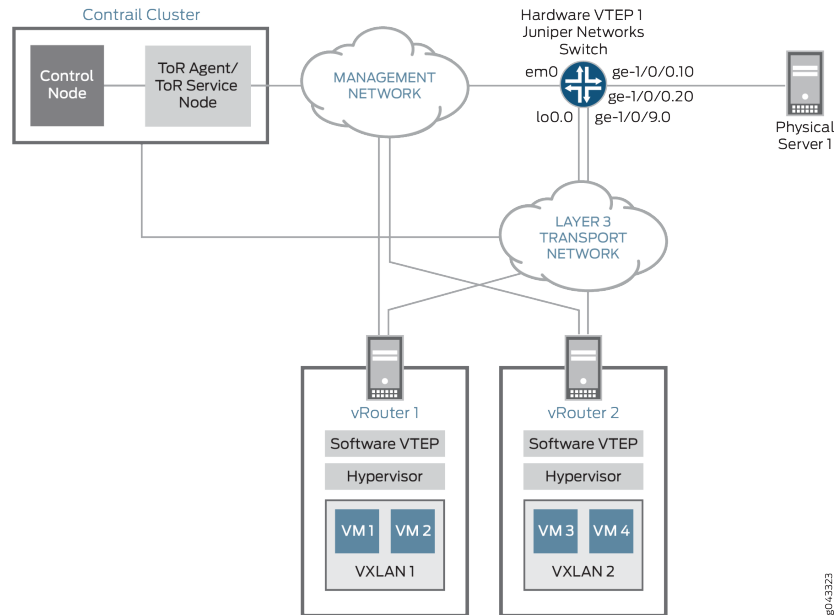 Contrail Cluster
Control
Node
ToR Agent/
ToR Service
Node
MANAGEMENT
NETWORK
Hardware VTEP 1
Juniper Networks
Switch
em0
ge-1/0/0.10
ge-1/0/0.20
lo0.0
ge-1/0/9.0
Physical
Server 1
LAYER 3
TRANSPORT
NETWORK
vRouter 1
Software VTEP
Hypervisor
VM 1
VM 2
VXLAN 1
vRouter 2
Software VTEP
Hypervisor
VM 3
VM 4
VXLAN 2
g043323